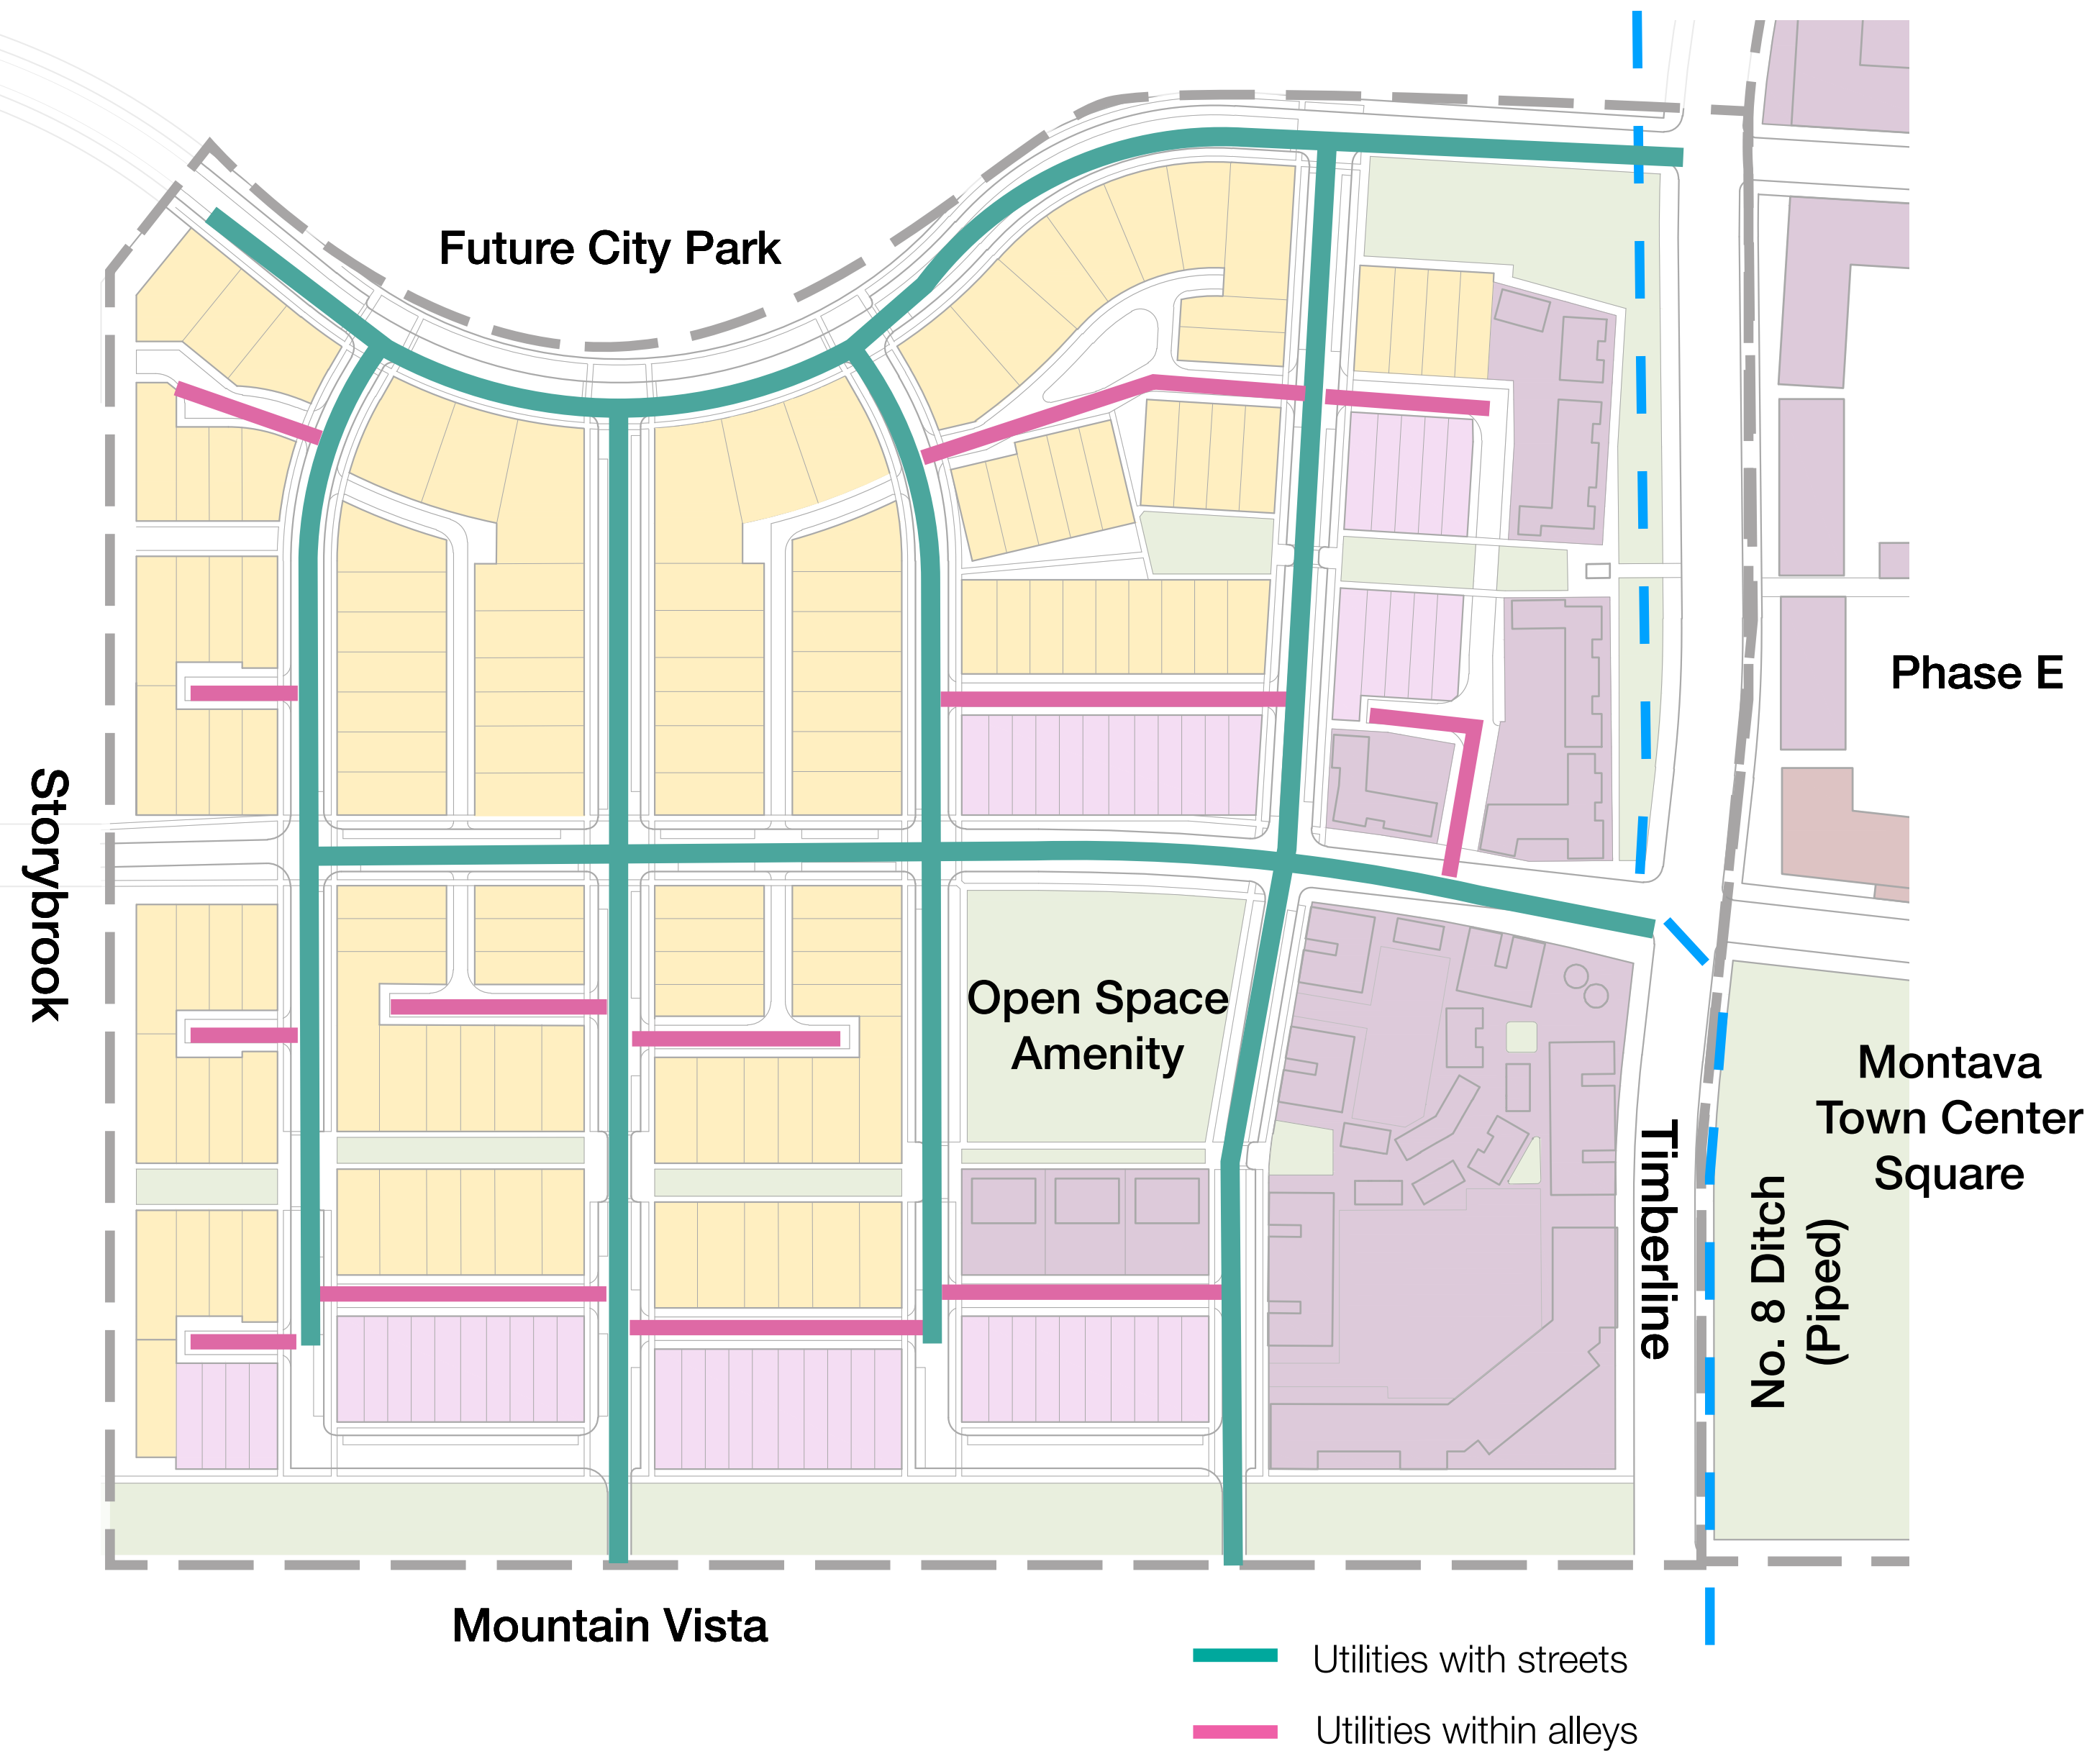 Future City Park
Phase E
Storybrook
Open Space
Amenity
Montava
Town Center
Square
Timberline
No. 8 Ditch
(Piped)
Mountain Vista
Utilities with streets
Utilities within alleys